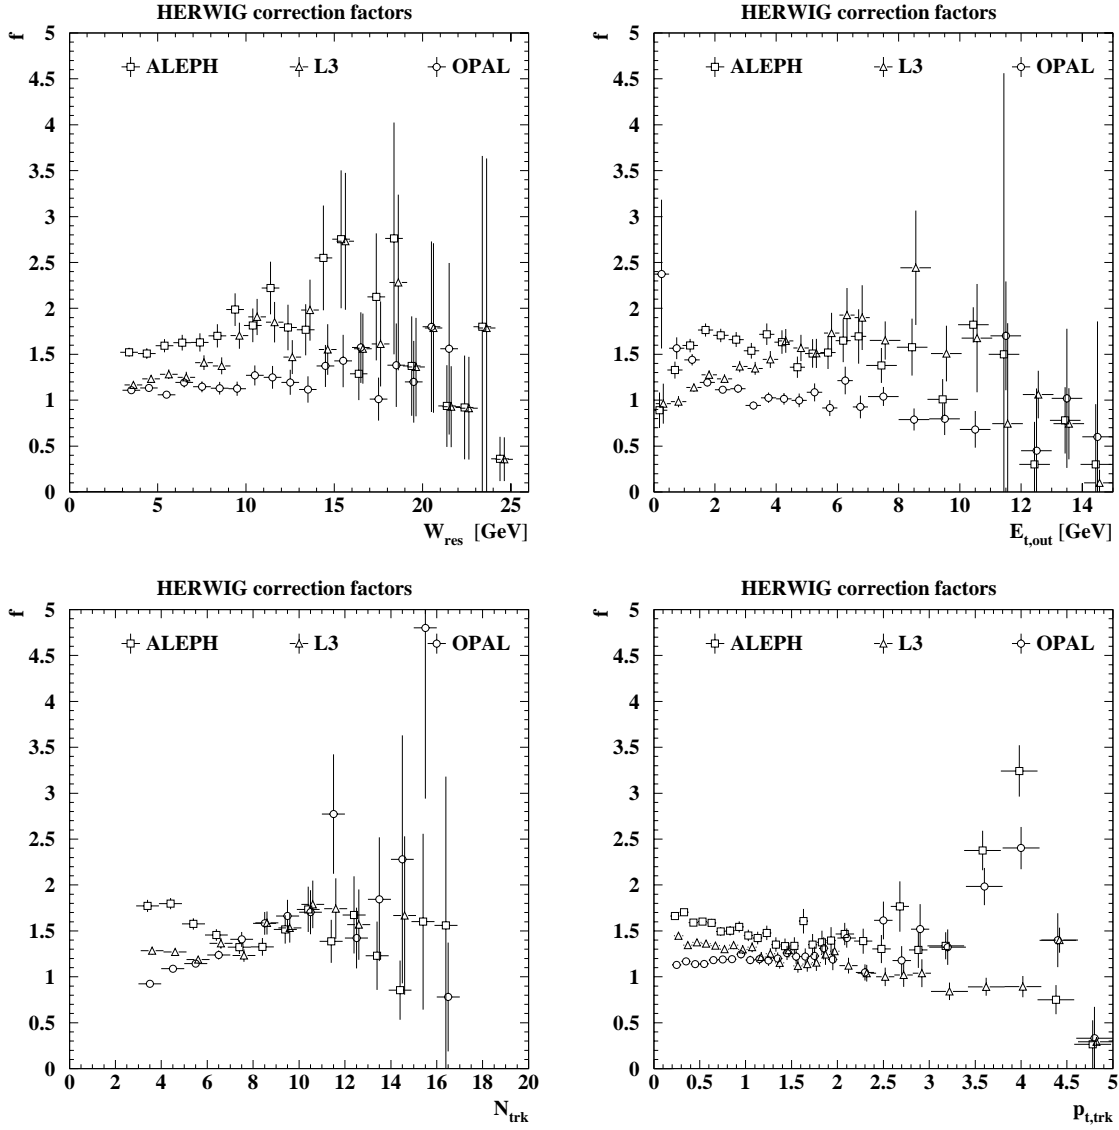 HERWIG correction factors
f
ALEPH L3 OPAL
5
4.5
4
3.5
3
2.5
2
1.5
1
0.5
0
0 5 10 15 20 25
W_res [GeV]
HERWIG correction factors
f
ALEPH L3 OPAL
5
4.5
4
3.5
3
2.5
2
1.5
1
0.5
0
0 2 4 6 8 10 12 14
E_t,out [GeV]
HERWIG correction factors
f
ALEPH L3 OPAL
5
4.5
4
3.5
3
2.5
2
1.5
1
0.5
0
0 2 4 6 8 10 12 14 16 18 20
N_trk
HERWIG correction factors
f
ALEPH L3 OPAL
5
4.5
4
3.5
3
2.5
2
1.5
1
0.5
0
0 0.5 1 1.5 2 2.5 3 3.5 4 4.5 5
p_t,trk